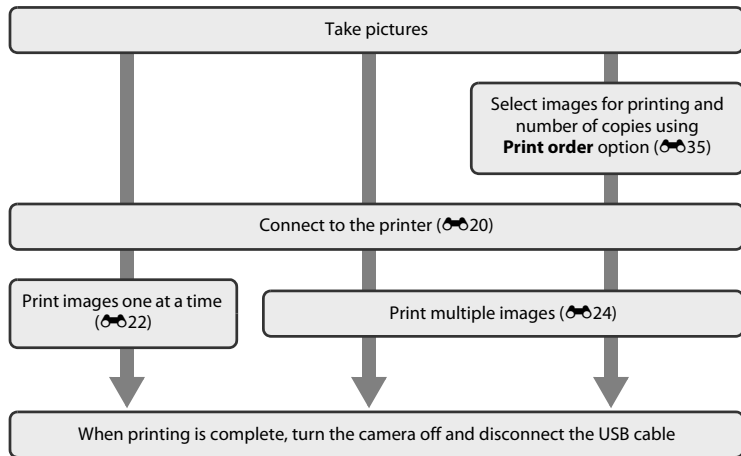 Take pictures
Select images for printing and
number of copies using
Print order option (35)
Connect to the printer (20)
Print images one at a time
(22)
Print multiple images (24)
When printing is complete, turn the camera off and disconnect the USB cable